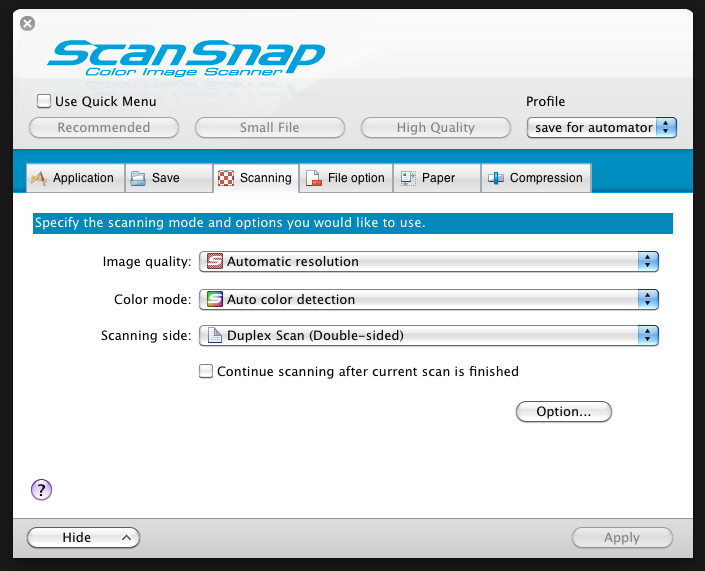 ScanSnap
Color Image Scanner
Use Quick Menu
Profile
Recommended
Small File
High Quality
save for automator
Application
Save
Scanning
File option
Paper
Compression
Specify the scanning mode and options you would like to use.
Image quality: Automatic resolution
Color mode: Auto color detection
Scanning side: Duplex Scan (Double-sided)
Continue scanning after current scan is finished
Option...
?
Hide
Apply